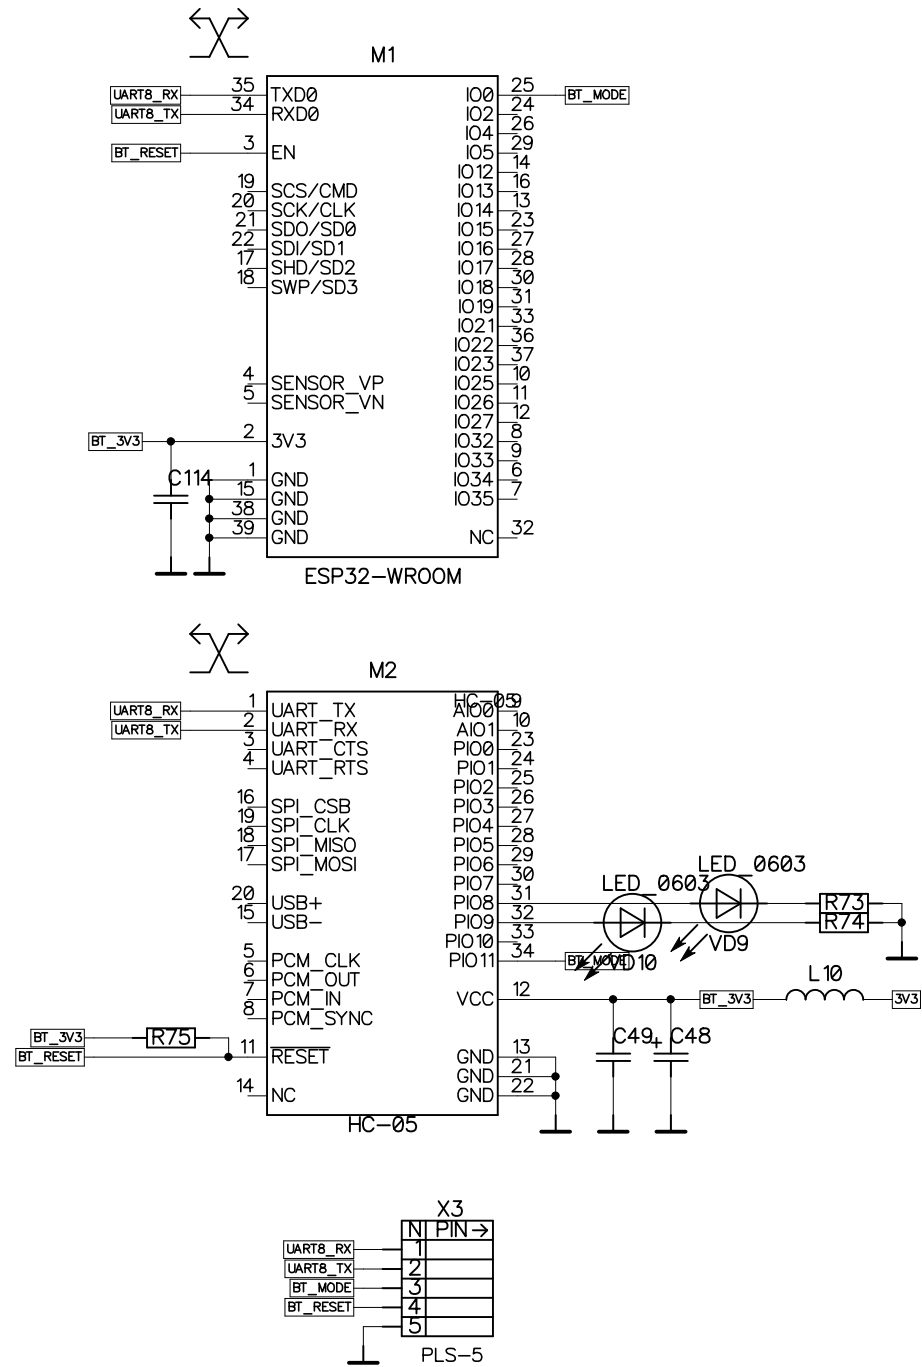 M1
UART8_RX 35 TXD0 IO0 25 BT_MODE
UART8_TX 34 RXD0 IO2 24
IO4 26
BT_RESET 3 EN IO5 29
IO12 14
19 SCS/CMD IO13 16
20 SCK/CLK IO14 13
21 SDO/SD0 IO15 23
22 SDI/SD1 IO16 27
17 SHD/SD2 IO17 28
18 SWP/SD3 IO18 30
IO19 31
IO21 33
IO22 36
IO23 37
4 SENSOR_VP IO25 10
5 SENSOR_VN IO26 11
IO27 12
BT_3V3 2 3V3 IO32 8
IO33 9
C114 1 GND IO34 6
15 GND IO35 7
38 GND
39 GND NC 32
ESP32-WROOM
M2
HC-05
UART8_RX 1 UART_TX AIO0 9
UART8_TX 2 UART_RX AIO1 10
3 UART_CTS PIO0 23
4 UART_RTS PIO1 24
PIO2 25
16 SPI_CSB PIO3 26
19 SPI_CLK PIO4 27
18 SPI_MISO PIO5 28
17 SPI_MOSI PIO6 29
LED_0603
PIO7 30 LED_0603
20 USB+ PIO8 31 R73
15 USB- PIO9 32 R74
PIO10 33 VD9
5 PCM_CLK PIO11 34 BT_MODE VD10
6 PCM_OUT L10
7 PCM_IN VCC 12 BT_3V3 3V3
8 PCM_SYNC
BT_3V3 R75 C49 + C48
BT_RESET 11 RESET GND 13
GND 21
14 NC GND 22
HC-05
X3
N PIN →
UART8_RX 1
UART8_TX 2
BT_MODE 3
BT_RESET 4
5
PLS-5